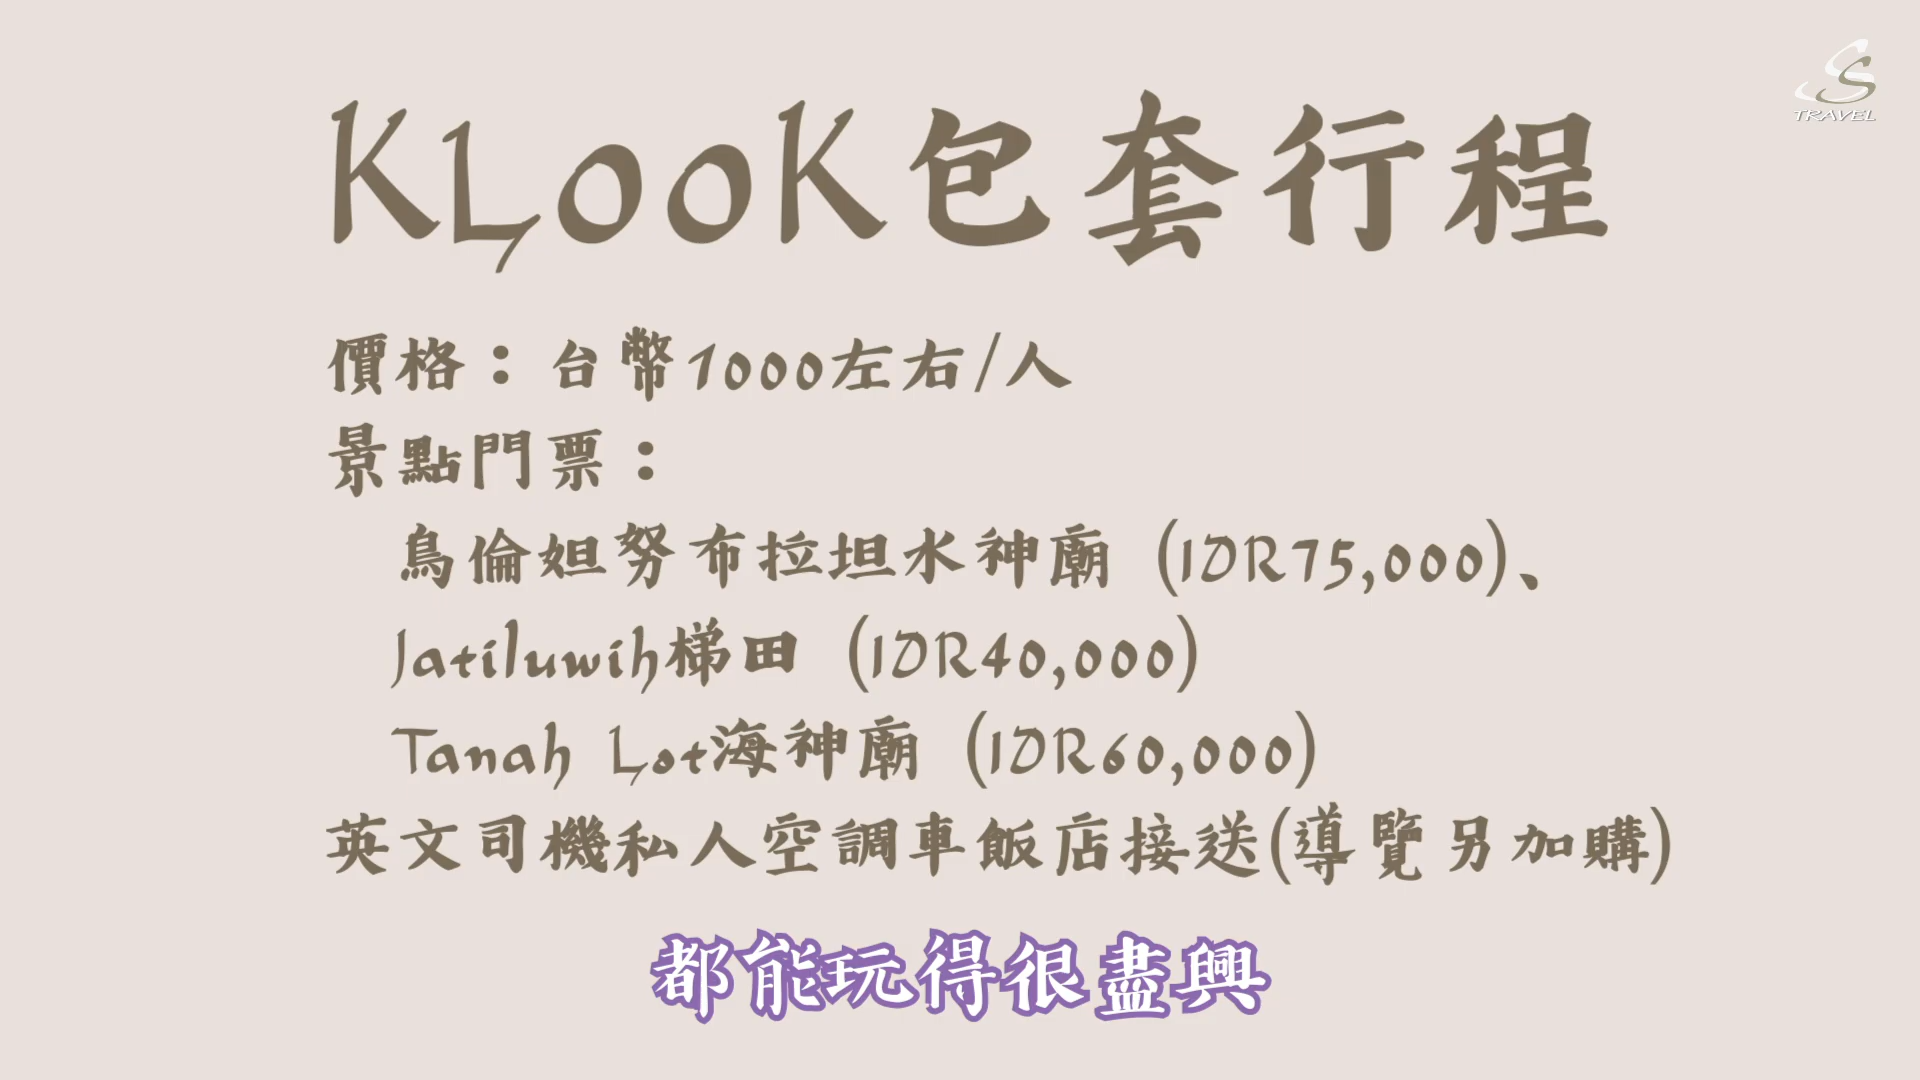 KLooK包套行程
S
TRAVEL
價格：台幣1000左右/人
景點門票：
烏倫妲努布拉坦水神廟 (IDR75,000)、
Jatiluwih梯田 (IDR40,000)
Tanah Lot海神廟 (IDR60,000)
英文司機私人空調車飯店接送(導覽另加購)
都能玩得很盡興